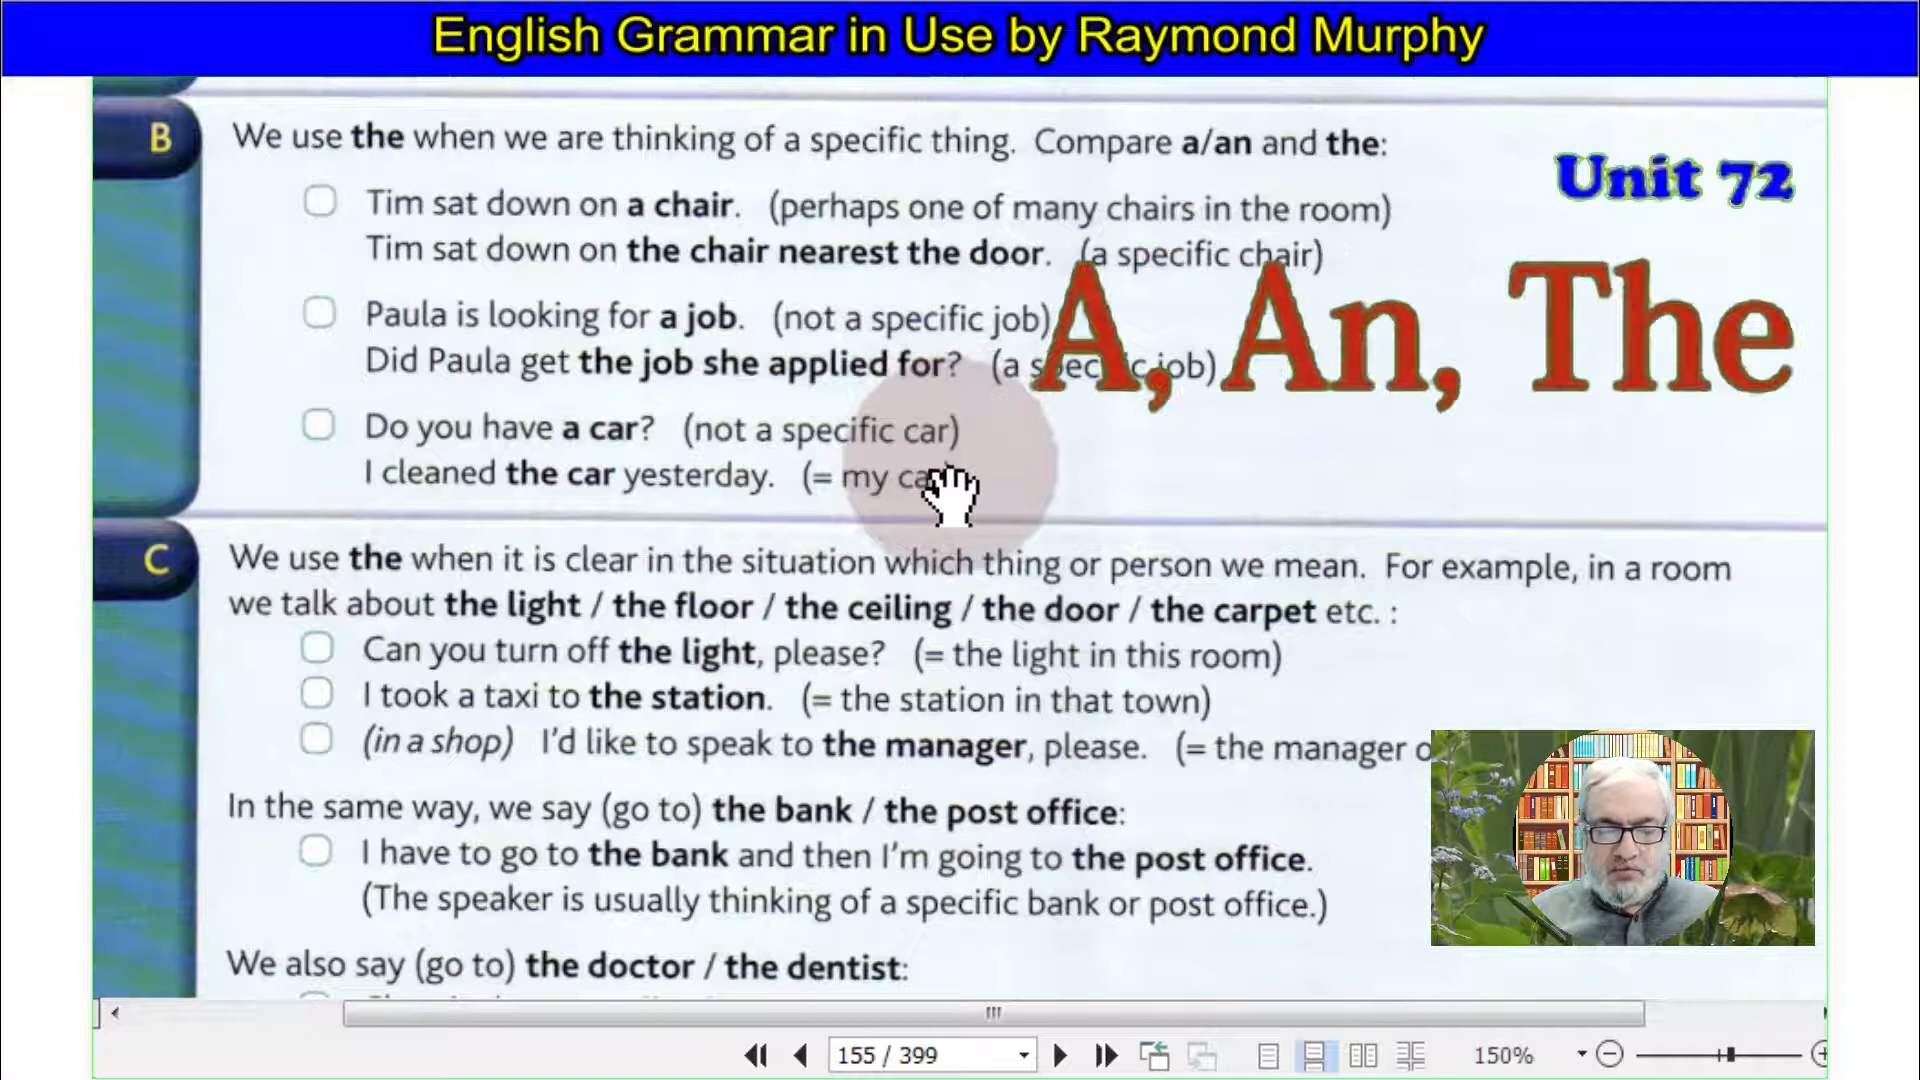 English Grammar in Use by Raymond Murphy
B
We use the when we are thinking of a specific thing. Compare a/an and the:
Unit 72
Tim sat down on a chair. (perhaps one of many chairs in the room)
Tim sat down on the chair nearest the door. (a specific chair)
A, An, The
Paula is looking for a job. (not a specific job)
Did Paula get the job she applied for? (a specific job)
Do you have a car? (not a specific car)
I cleaned the car yesterday. (= my car)
C
We use the when it is clear in the situation which thing or person we mean. For example, in a room
we talk about the light / the floor / the ceiling / the door / the carpet etc. :
Can you turn off the light, please? (= the light in this room)
I took a taxi to the station. (= the station in that town)
(in a shop) I'd like to speak to the manager, please. (= the manager
In the same way, we say (go to) the bank / the post office:
I have to go to the bank and then I'm going to the post office.
(The speaker is usually thinking of a specific bank or post office.)
We also say (go to) the doctor / the dentist:
155 / 399
150%